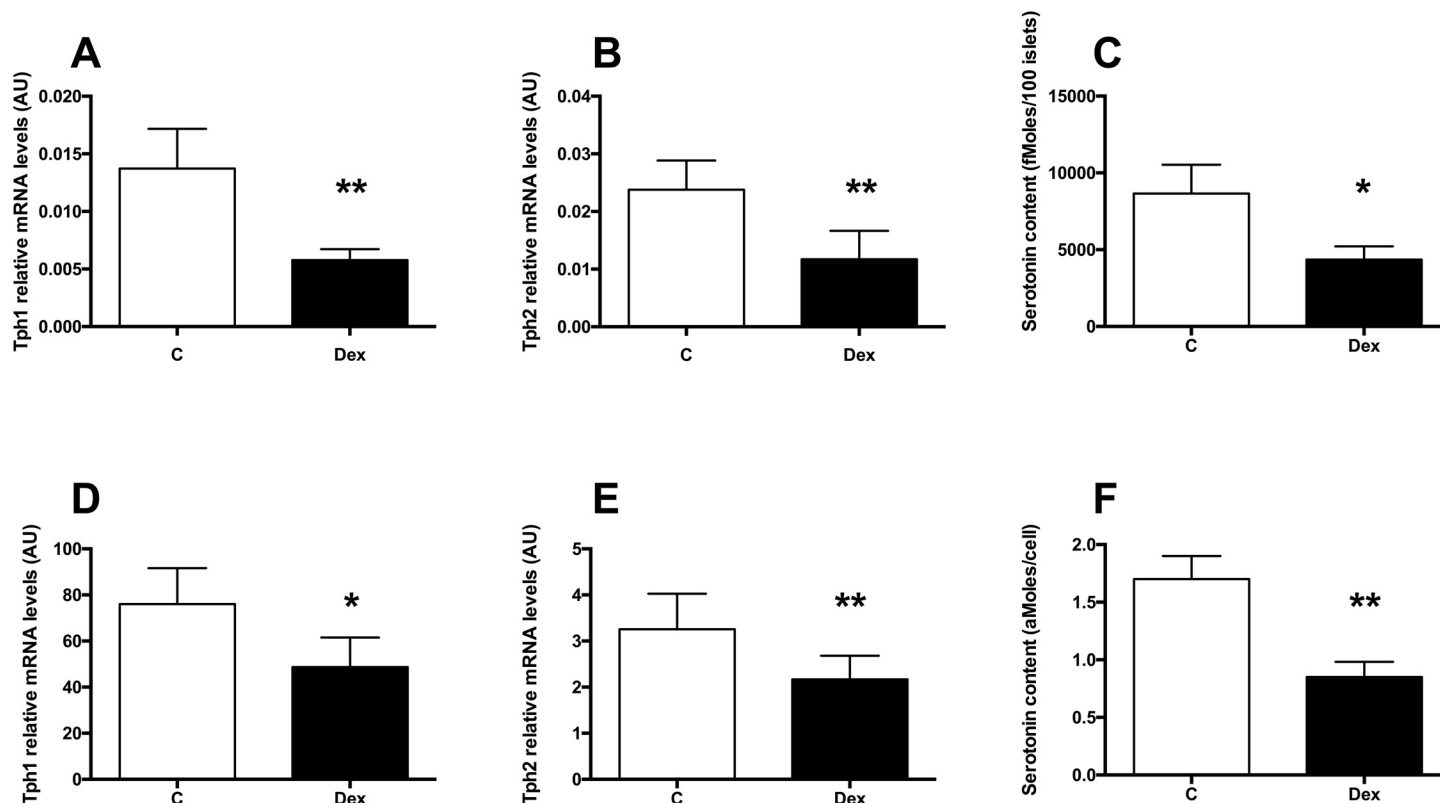 A
Tph1 relative mRNA levels (AU)
0.020
0.015
0.010
0.005
0.000
**
C
Dex
B
Tph2 relative mRNA levels (AU)
0.04
0.03
0.02
0.01
0.00
**
C
Dex
C
Serotonin content (fMoles/100 islets)
15000
10000
5000
0
*
C
Dex
D
Tph1 relative mRNA levels (AU)
100
80
60
40
20
0
*
C
Dex
E
Tph2 relative mRNA levels (AU)
5
4
3
2
1
0
**
C
Dex
F
Serotonin content (aMoles/cell)
2.0
1.5
1.0
0.5
0.0
**
C
Dex